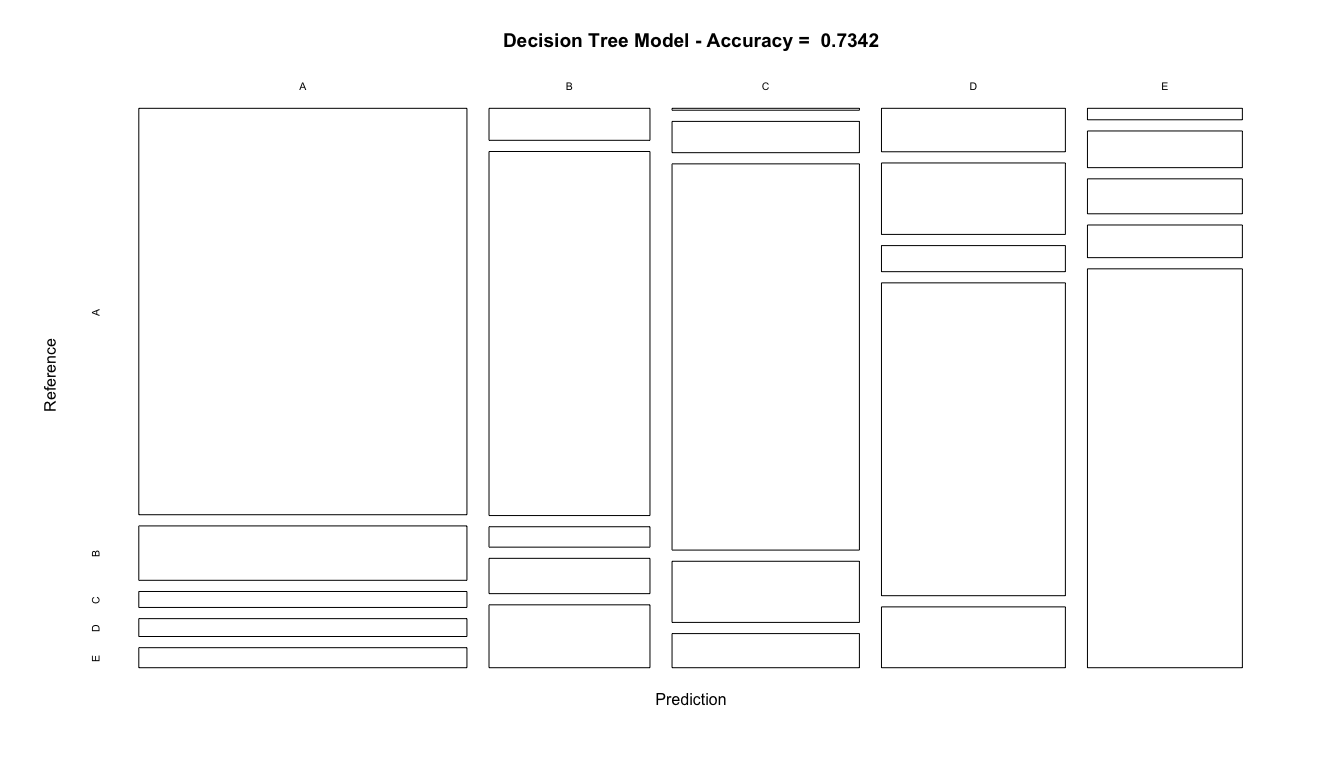 Decision Tree Model - Accuracy =  0.7342
A B C D E
Reference
A
B
C
D
E
Prediction